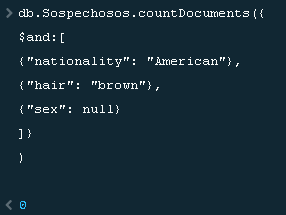 > db.Sospechosos.countDocuments({
$and:[
{"nationality": "American"},
{"hair": "brown"},
{"sex": null}
]}
)
< 0